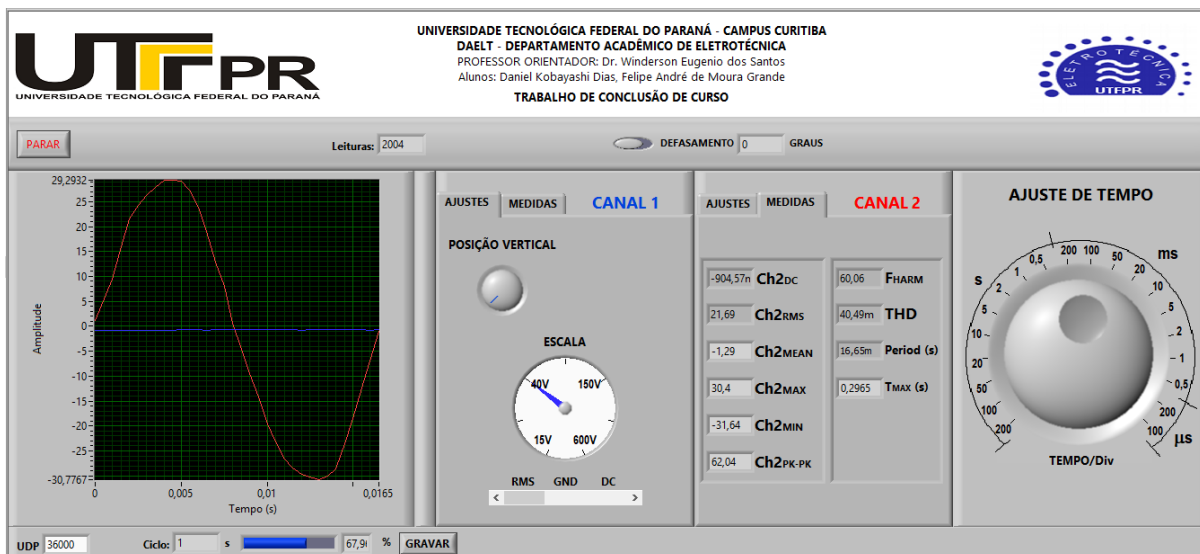 UTFPR
UNIVERSIDADE TECNOLÓGICA FEDERAL DO PARANÁ
UNIVERSIDADE TECNOLÓGICA FEDERAL DO PARANÁ - CAMPUS CURITIBA
DAELT - DEPARTAMENTO ACADÊMICO DE ELETROTÉCNICA
PROFESSOR ORIENTADOR: Dr. Winderson Eugenio dos Santos
Alunos: Daniel Kobayashi Dias, Felipe André de Moura Grande
TRABALHO DE CONCLUSÃO DE CURSO
ELETROTÉCNICA
UTFPR
PARAR
Leituras: 2004
DEFASAMENTO 0 GRAUS
Amplitude
29,2932
25
20
15
10
5
0
-5
-10
-15
-20
-25
-30,7767
0 0,005 0,01 0,0165
Tempo (s)
AJUSTES MEDIDAS CANAL 1
POSIÇÃO VERTICAL
ESCALA
40V 150V
15V 600V
RMS GND DC
AJUSTES MEDIDAS CANAL 2
-904,57n Ch2DC
21,69 Ch2RMS
-1,29 Ch2MEAN
30,4 Ch2MAX
-31,64 Ch2MIN
62,04 Ch2PK-PK
60,06 FHARM
40,49m THD
16,65m Period (s)
0,2965 TMAX (s)
AJUSTE DE TEMPO
s
200
100
50
20
10
5
2
1
0,5
200
100
50
20
10
5
2
1
0,5
200
100
ms
µs
TEMPO/Div
UDP 36000
Ciclo: 1 s
67,9 % GRAVAR